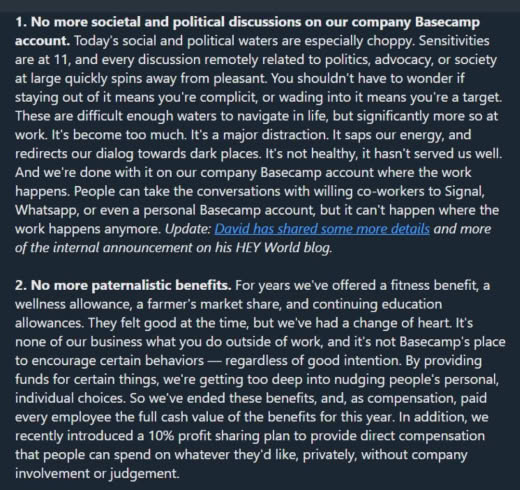 1. No more societal and political discussions on our company Basecamp
account. Today's social and political waters are especially choppy. Sensitivities
are at 11, and every discussion remotely related to politics, advocacy, or society
at large quickly spins away from pleasant. You shouldn't have to wonder if
staying out of it means you're complicit, or wading into it means you're a target.
These are difficult enough waters to navigate in life, but significantly more so at
work. It's become too much. It's a major distraction. It saps our energy, and
redirects our dialog towards dark places. It's not healthy, it hasn't served us well.
And we're done with it on our company Basecamp account where the work
happens. People can take the conversations with willing co-workers to Signal,
Whatsapp, or even a personal Basecamp account, but it can't happen where the
work happens anymore. Update: David has shared some more details and more
of the internal announcement on his HEY World blog.
2. No more paternalistic benefits. For years we've offered a fitness benefit, a
wellness allowance, a farmer's market share, and continuing education
allowances. They felt good at the time, but we've had a change of heart. It's
none of our business what you do outside of work, and it's not Basecamp's place
to encourage certain behaviors — regardless of good intention. By providing
funds for certain things, we're getting too deep into nudging people's personal,
individual choices. So we've ended these benefits, and, as compensation, paid
every employee the full cash value of the benefits for this year. In addition, we
recently introduced a 10% profit sharing plan to provide direct compensation
that people can spend on whatever they'd like, privately, without company
involvement or judgement.